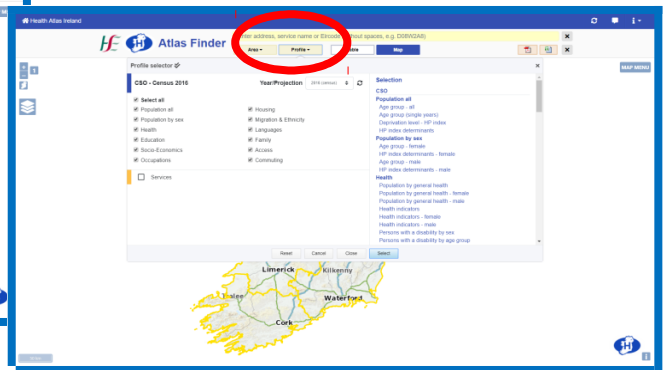 Health Atlas Ireland
Atlas Finder
enter address, service name or Eircode without spaces, e.g. D08W2A8)
Area
Profile
Map
MAP MENU
Profile selector
CSO - Census 2016
Year/Projection
2016 (census)
Select all
Population all
Housing
Population by sex
Migration & Ethnicity
Health
Languages
Education
Family
Socio-Economics
Access
Occupations
Commuting
Services
Selection
CSO
Population all
Age group - all
Age group (single years)
Deprivation level - HP index
HP index determinants
Population by sex
Age group - female
HP index determinants - female
Age group - male
HP index determinants - male
Health
Population by general health
Population by general health - female
Population by general health - male
Health indicators
Health indicators - female
Health indicators - male
Persons with a disability by sex
Persons with a disability by age group
Reset
Cancel
Close
Select
Limerick
Kilkenny
Tralee
Waterford
Cork